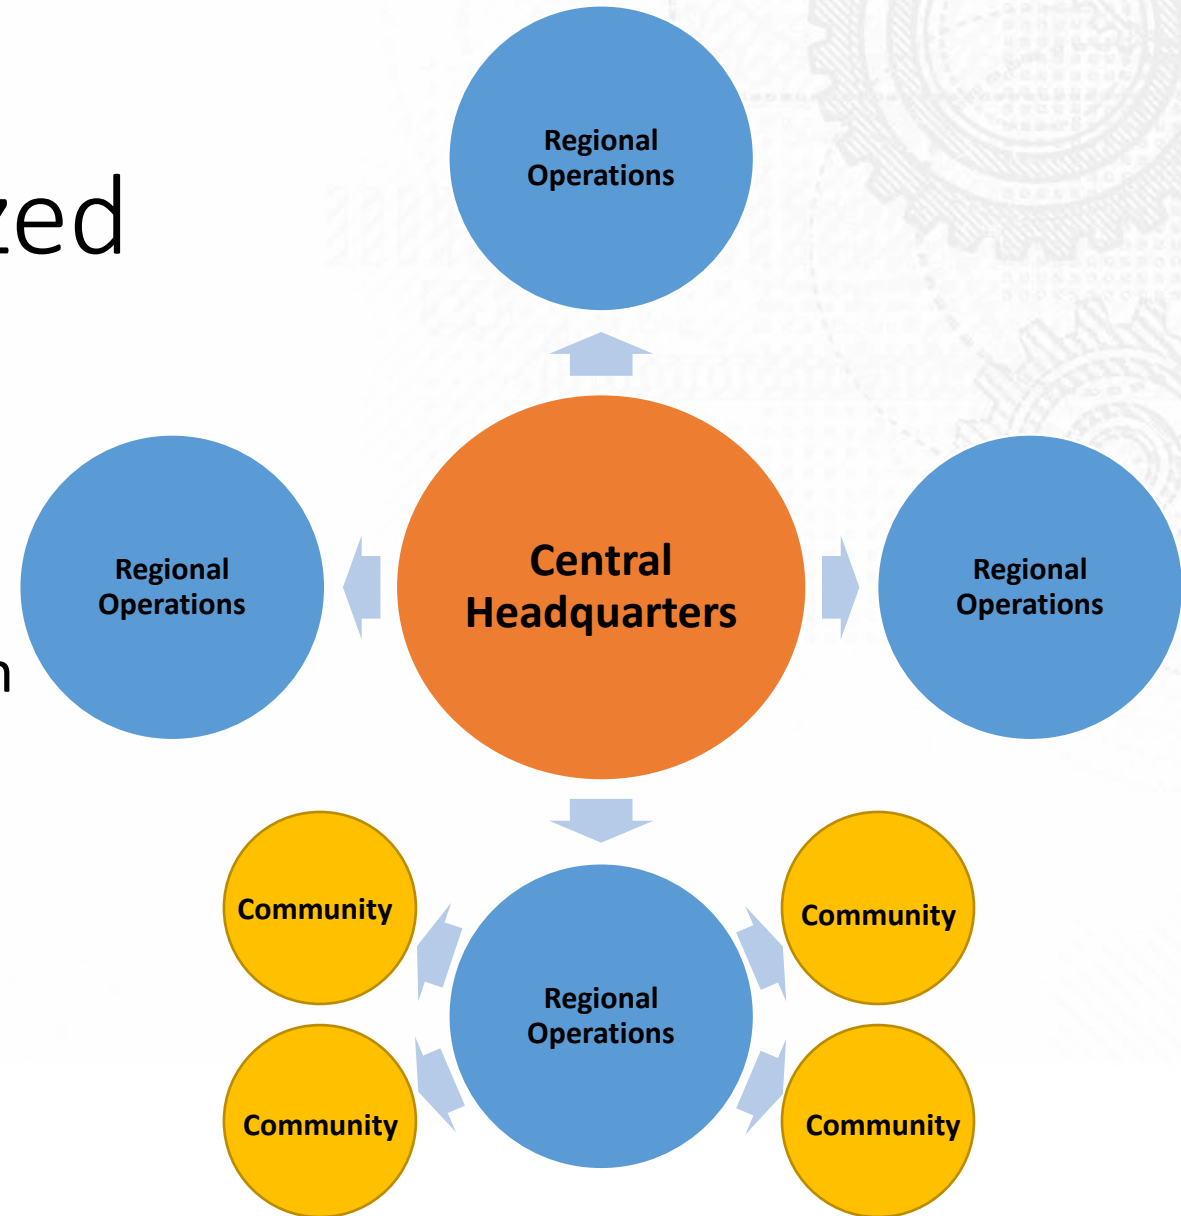 Regional
Operations
zed
Regional
Operations
Central
Headquarters
Regional
Operations
n
Community
Community
Regional
Operations
Community
Community